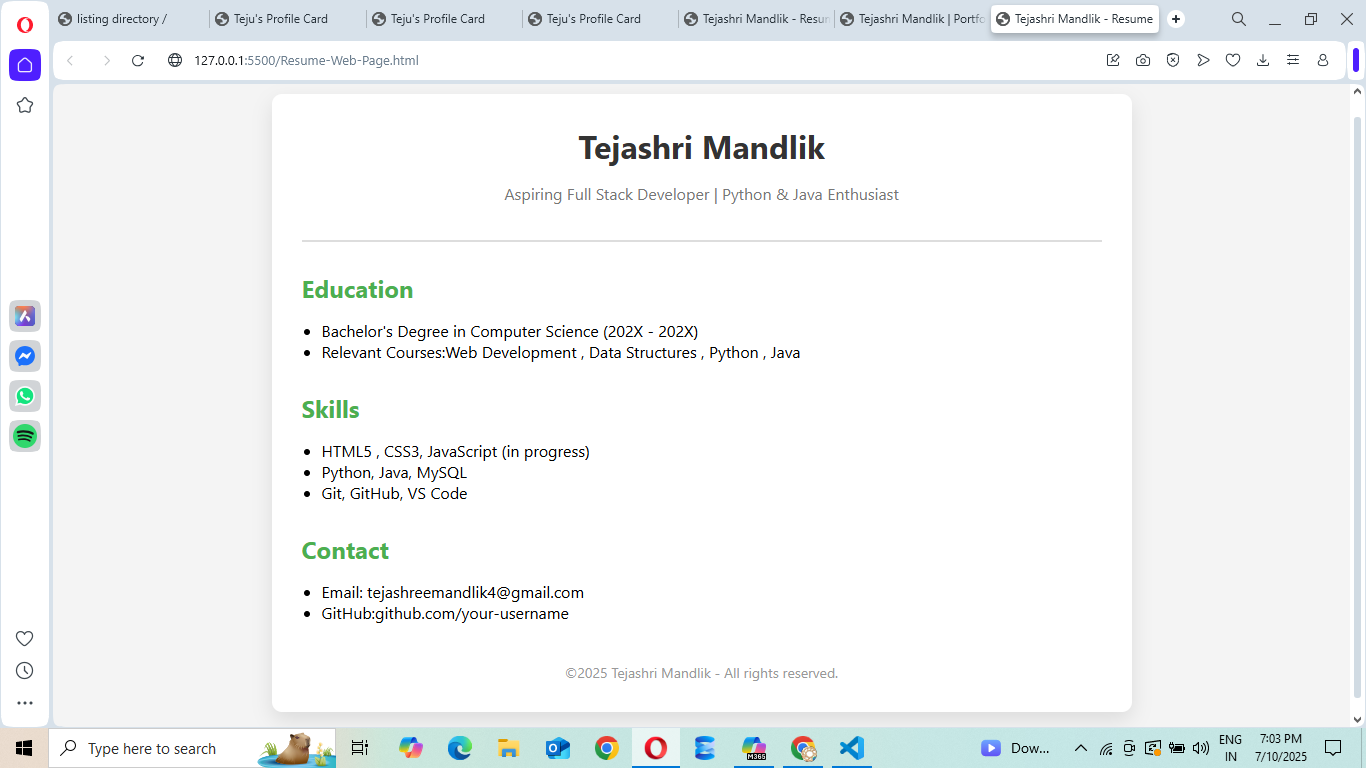 listing directory /
Teju's Profile Card
Teju's Profile Card
Teju's Profile Card
Tejashri Mandlik - Resum
Tejashri Mandlik | Portfo
Tejashri Mandlik - Resume
127.0.0.1:5500/Resume-Web-Page.html
Tejashri Mandlik
Aspiring Full Stack Developer | Python & Java Enthusiast
Education
• Bachelor's Degree in Computer Science (202X - 202X)
• Relevant Courses:Web Development , Data Structures , Python , Java
Skills
• HTML5 , CSS3, JavaScript (in progress)
• Python, Java, MySQL
• Git, GitHub, VS Code
Contact
• Email: tejashreemandlik4@gmail.com
• GitHub:github.com/your-username
©2025 Tejashri Mandlik - All rights reserved.
Type here to search
M365
Dow...
ENG
IN
7:03 PM
7/10/2025